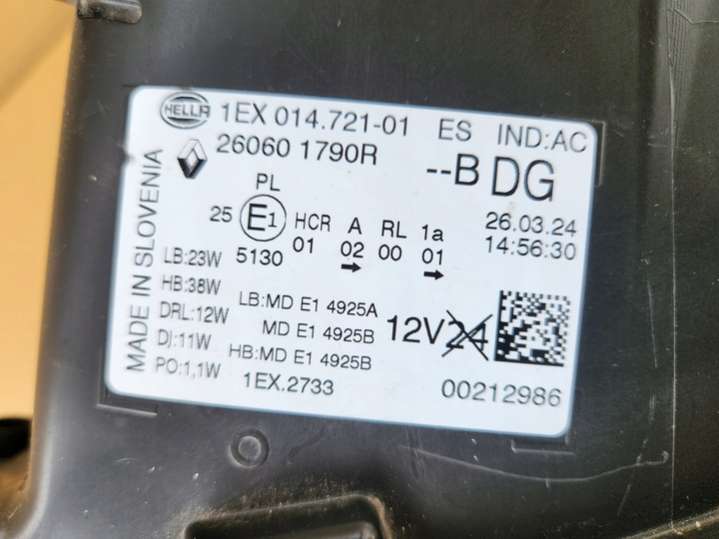 HELLA 1EX 014.721-01 ES IND:AC
26060 1790R --B DG
PL
25 E1 HCR A RL 1a 26.03.24
01 02 00 01 14:56:30
LB:23W 5130
HB:38W LB:MD E1 4925A
DRL:12W MD E1 4925B 12V24
DJ:11W HB:MD E1 4925B
PO:1,1W 1EX.2733 00212986
MADE IN SLOVENIA